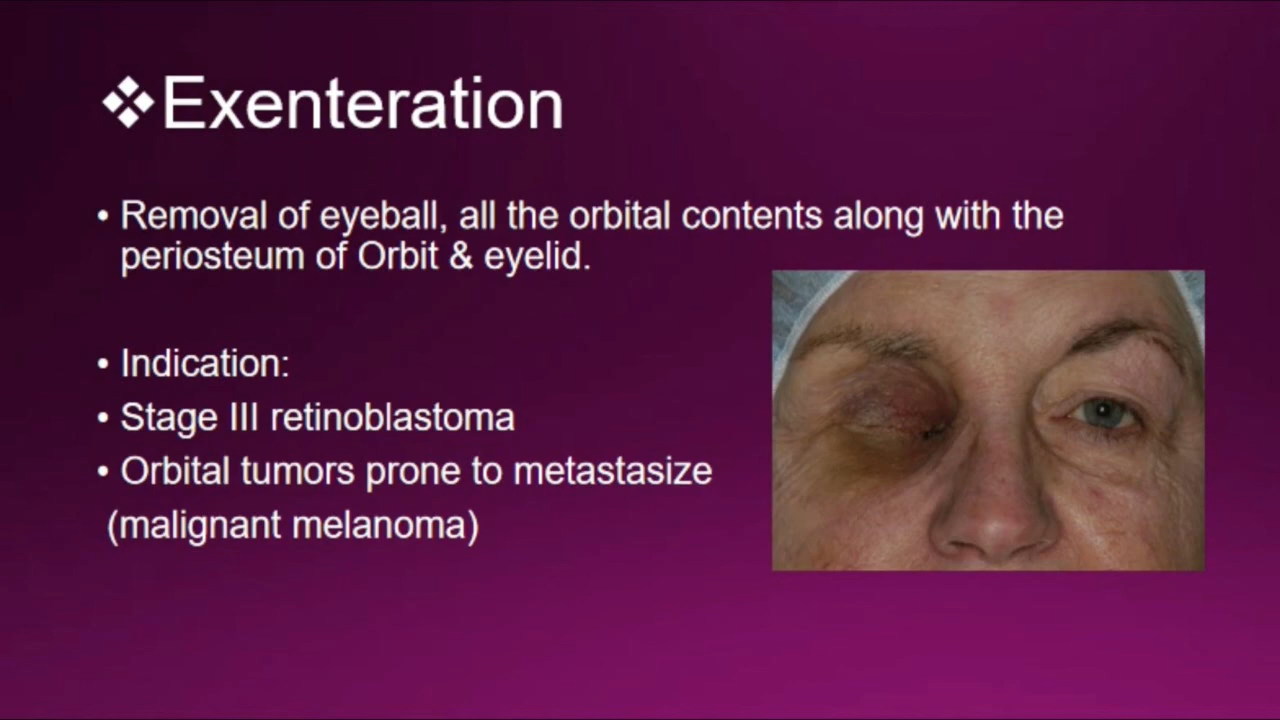 ❖Exenteration
• Removal of eyeball, all the orbital contents along with the
periosteum of Orbit & eyelid.
• Indication:
• Stage III retinoblastoma
• Orbital tumors prone to metastasize
(malignant melanoma)